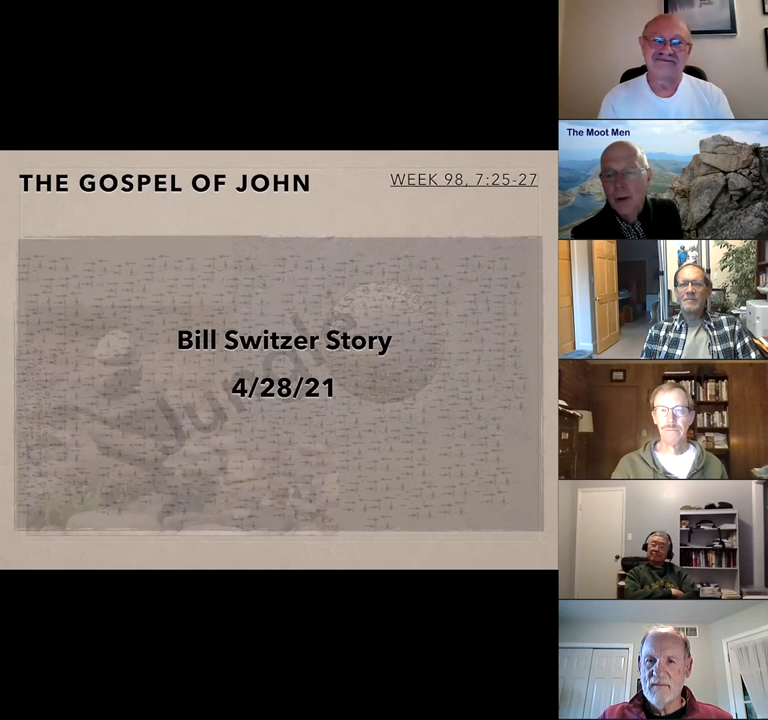 THE GOSPEL OF JOHN
WEEK 98, 7:25-27
Bill Switzer Story
4/28/21
The Moot Men